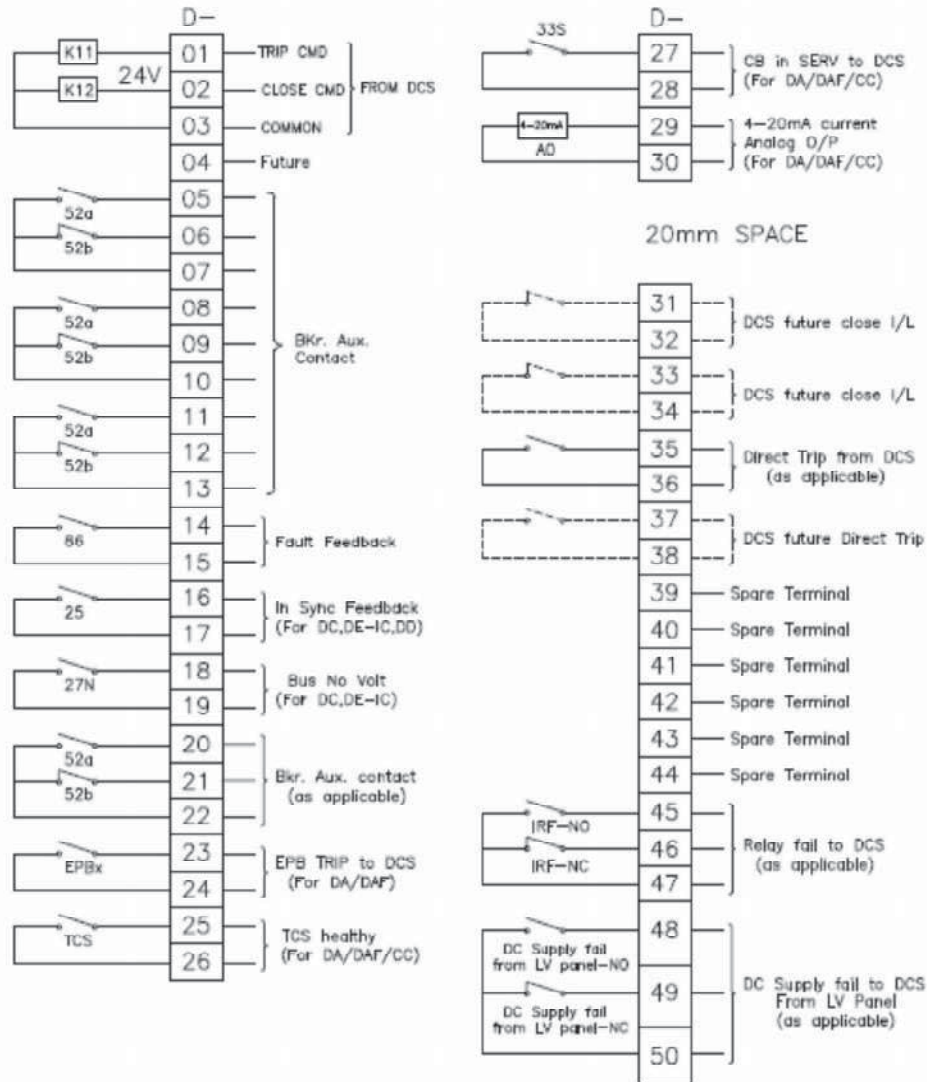 D-
K11
01
TRIP CMD
24V
K12
02
CLOSE CMD
FROM DCS
03
COMMON
04
Future
05
52a
06
52b
07
08
52a
09
52b
10
BKr. Aux.
Contact
11
52a
12
52b
13
14
86
Fault Feedback
15
16
25
In Sync Feedback
(For DC,DE-IC,DD)
17
18
27N
Bus No Volt
(For DC,DE-IC)
19
20
52a
21
52b
Bkr. Aux. contact
(as applicable)
22
23
EPBx
EPB TRIP to DCS
(For DA/DAF)
24
25
TCS
TCS healthy
(For DA/DAF/CC)
26
D-
33S
27
CB in SERV to DCS
(For DA/DAF/CC)
28
29
4-20mA
AO
4-20mA current
Analog O/P
(For DA/DAF/CC)
30
20mm SPACE
31
DCS future close I/L
32
33
DCS future close I/L
34
35
Direct Trip from DCS
(as applicable)
36
37
DCS future Direct Trip
38
39
Spare Terminal
40
Spare Terminal
41
Spare Terminal
42
Spare Terminal
43
Spare Terminal
44
Spare Terminal
45
IRF-NO
46
IRF-NC
Relay fail to DCS
(as applicable)
47
48
DC Supply fail
from LV panel-NO
49
DC Supply fail
from LV panel-NC
DC Supply fail to DCS
From LV Panel
(as applicable)
50